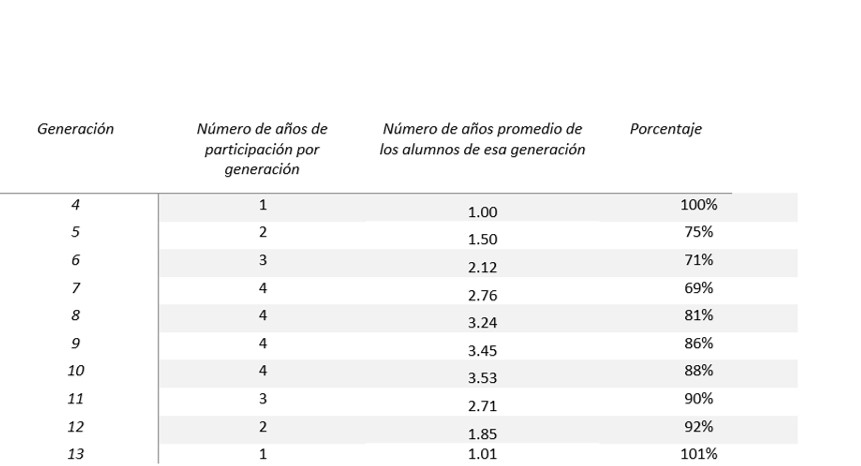 Generación Número de años de participación por generación Número de años promedio de los alumnos de esa generación Porcentaje
4 1 1.00 100%
5 2 1.50 75%
6 3 2.12 71%
7 4 2.76 69%
8 4 3.24 81%
9 4 3.45 86%
10 4 3.53 88%
11 3 2.71 90%
12 2 1.85 92%
13 1 1.01 101%